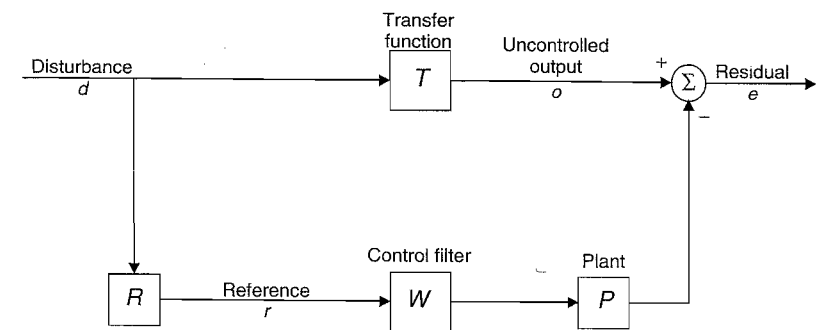 Transfer
function
Disturbance
d
T
Uncontrolled
output
o
+
Σ
Residual
e
−
R
Reference
r
Control filter
W
Plant
P